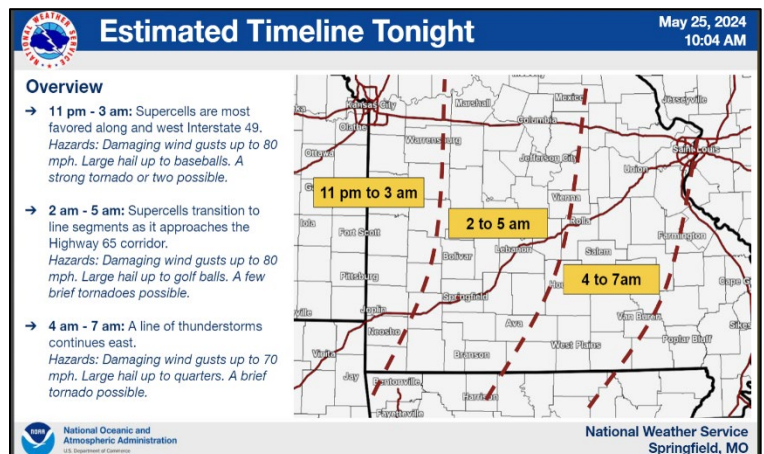 NATIONAL WEATHER SERVICE
Estimated Timeline Tonight
May 25, 2024
10:04 AM
Overview
→ 11 pm - 3 am: Supercells are most
favored along and west Interstate 49.
Hazards: Damaging wind gusts up to 80
mph. Large hail up to baseballs. A
strong tornado or two possible.
→ 2 am - 5 am: Supercells transition to
line segments as it approaches the
Highway 65 corridor.
Hazards: Damaging wind gusts up to 80
mph. Large hail up to golf balls. A few
brief tornadoes possible.
→ 4 am - 7 am: A line of thunderstorms
continues east.
Hazards: Damaging wind gusts up to 70
mph. Large hail up to quarters. A brief
tornado possible.
Kansas City
Marshall
Mexico
Jerseyville
Olathe
Columbia
Warrensburg
Saint Louis
Ottawa
Jefferson City
Union
11 pm to 3 am
Vienna
2 to 5 am
Rolla
Iola
Fort Scott
Farmington
Lebanon
Salem
Bolivar
4 to 7am
Pittsburg
Springfield
Cape G
Joplin
Van Buren
Neosho
Ava
Poplar Bluff
Sikes
Vinita
Branson
West Plains
Jay
Bentonville
Harrison
Fayetteville
NOAA
National Oceanic and
Atmospheric Administration
U.S. Department of Commerce
National Weather Service
Springfield, MO